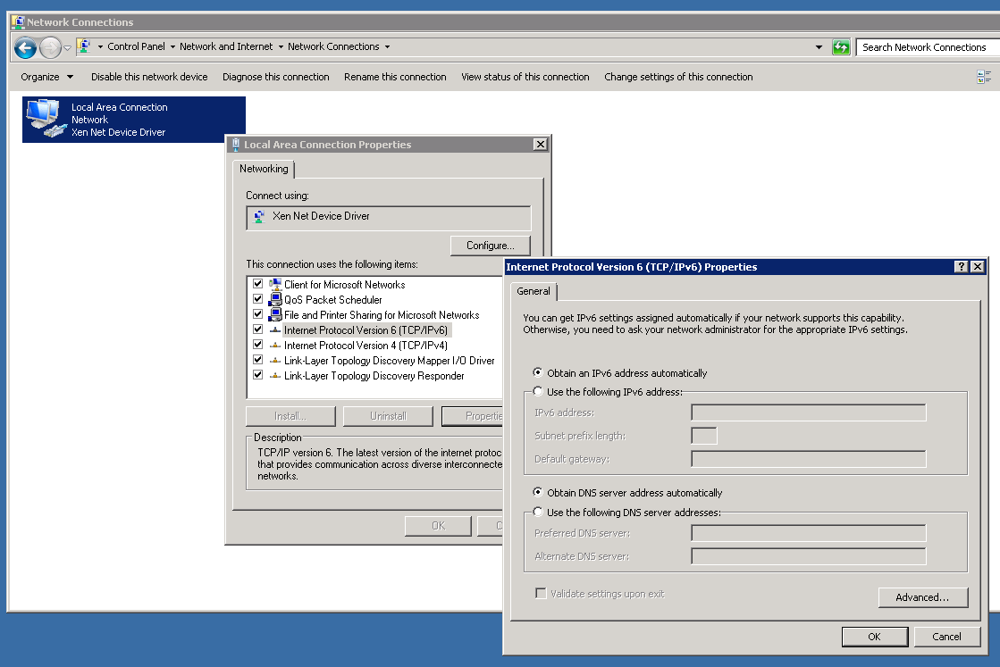 Network Connections
Control Panel
Network and Internet
Network Connections
Search Network Connections
Organize
Disable this network device
Diagnose this connection
Rename this connection
View status of this connection
Change settings of this connection
Local Area Connection
Network
Xen Net Device Driver
Local Area Connection Properties
Networking
Connect using:
Xen Net Device Driver
Configure...
This connection uses the following items:
Client for Microsoft Networks
QoS Packet Scheduler
File and Printer Sharing for Microsoft Networks
Internet Protocol Version 6 (TCP/IPv6)
Internet Protocol Version 4 (TCP/IPv4)
Link-Layer Topology Discovery Mapper I/O Driver
Link-Layer Topology Discovery Responder
Install...
Uninstall
Propertie
Description
TCP/IP version 6. The latest version of the internet protoc
that provides communication across diverse interconnecte
networks.
OK
C
Internet Protocol Version 6 (TCP/IPv6) Properties
?
General
You can get IPv6 settings assigned automatically if your network supports this capability.
Otherwise, you need to ask your network administrator for the appropriate IPv6 settings.
Obtain an IPv6 address automatically
Use the following IPv6 address:
IPv6 address:
Subnet prefix length:
Default gateway:
Obtain DNS server address automatically
Use the following DNS server addresses:
Preferred DNS server:
Alternate DNS server:
Validate settings upon exit
Advanced...
OK
Cancel